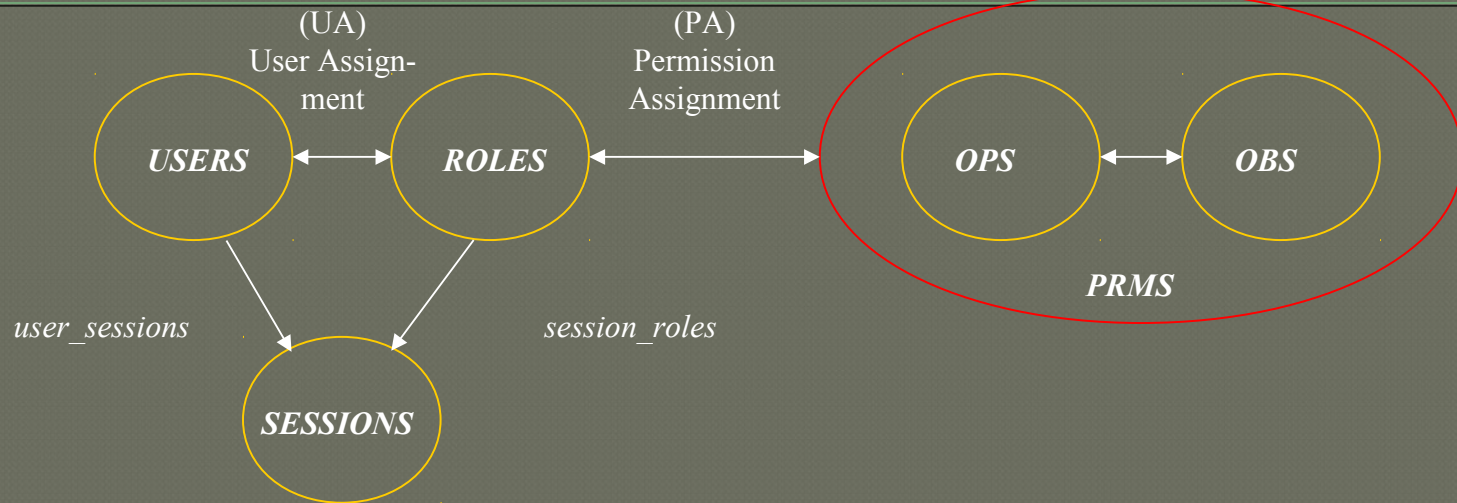 (UA)
User Assign-
ment
(PA)
Permission
Assignment
USERS
ROLES
OPS
OBS
PRMS
user_sessions
session_roles
SESSIONS